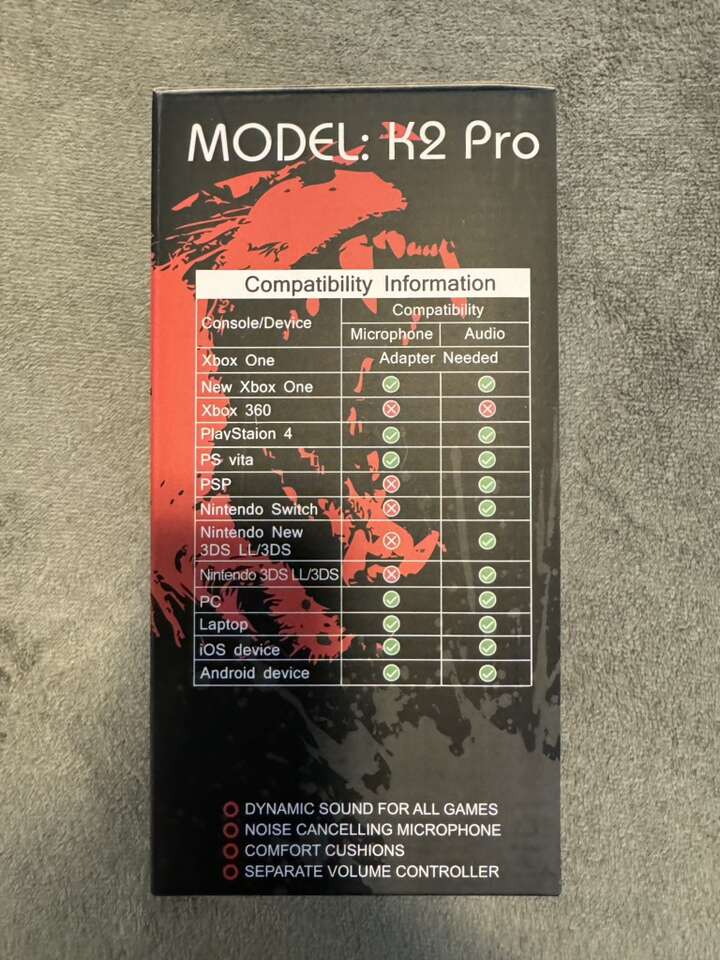 MODEL: K2 Pro
Compatibility Information
Console/Device
Compatibility
Microphone
Audio
Xbox One
Adapter Needed
New Xbox One
Xbox 360
PlayStaion 4
PS vita
PSP
Nintendo Switch
Nintendo New
3DS LL/3DS
Nintendo 3DS LL/3DS
PC
Laptop
iOS device
Android device
DYNAMIC SOUND FOR ALL GAMES
NOISE CANCELLING MICROPHONE
COMFORT CUSHIONS
SEPARATE VOLUME CONTROLLER